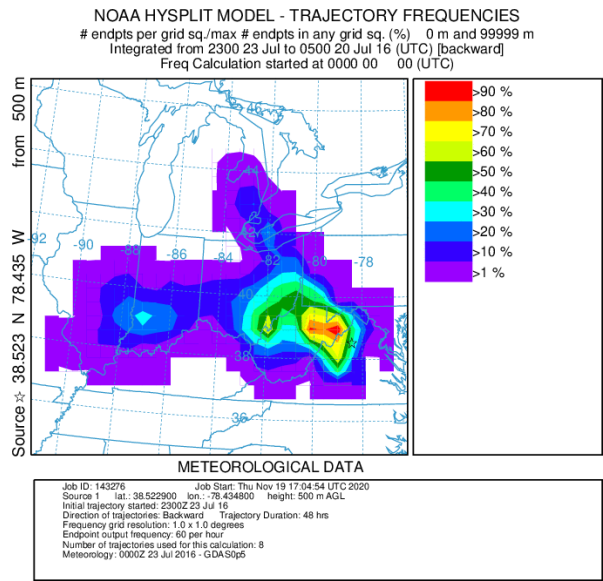 NOAA HYSPLIT MODEL - TRAJECTORY FREQUENCIES
# endpts per grid sq./max # endpts in any grid sq. (%)    0 m and 99999 m
Integrated from 2300 23 Jul to 0500 20 Jul 16 (UTC) [backward]
Freq Calculation started at 0000 00    00 (UTC)
Source ☆ 38.523 N 78.435 W from 500 m
46
44
42
-92
-90
-88
-86
-84
82
-80
-78
40
38
36
>90 %
>80 %
>70 %
>60 %
>50 %
>40 %
>30 %
>20 %
>10 %
>1 %
METEOROLOGICAL DATA
Job ID: 143276    Job Start: Thu Nov 19 17:04:54 UTC 2020
Source 1    lat.: 38.522900    lon.: -78.434800    height: 500 m AGL
Initial trajectory started: 2300Z 23 Jul 16
Direction of trajectories: Backward    Trajectory Duration: 48 hrs
Frequency grid resolution: 1.0 x 1.0 degrees
Endpoint output frequency: 60 per hour
Number of trajectories used for this calculation: 8
Meteorology: 0000Z 23 Jul 2016 - GDAS0p5